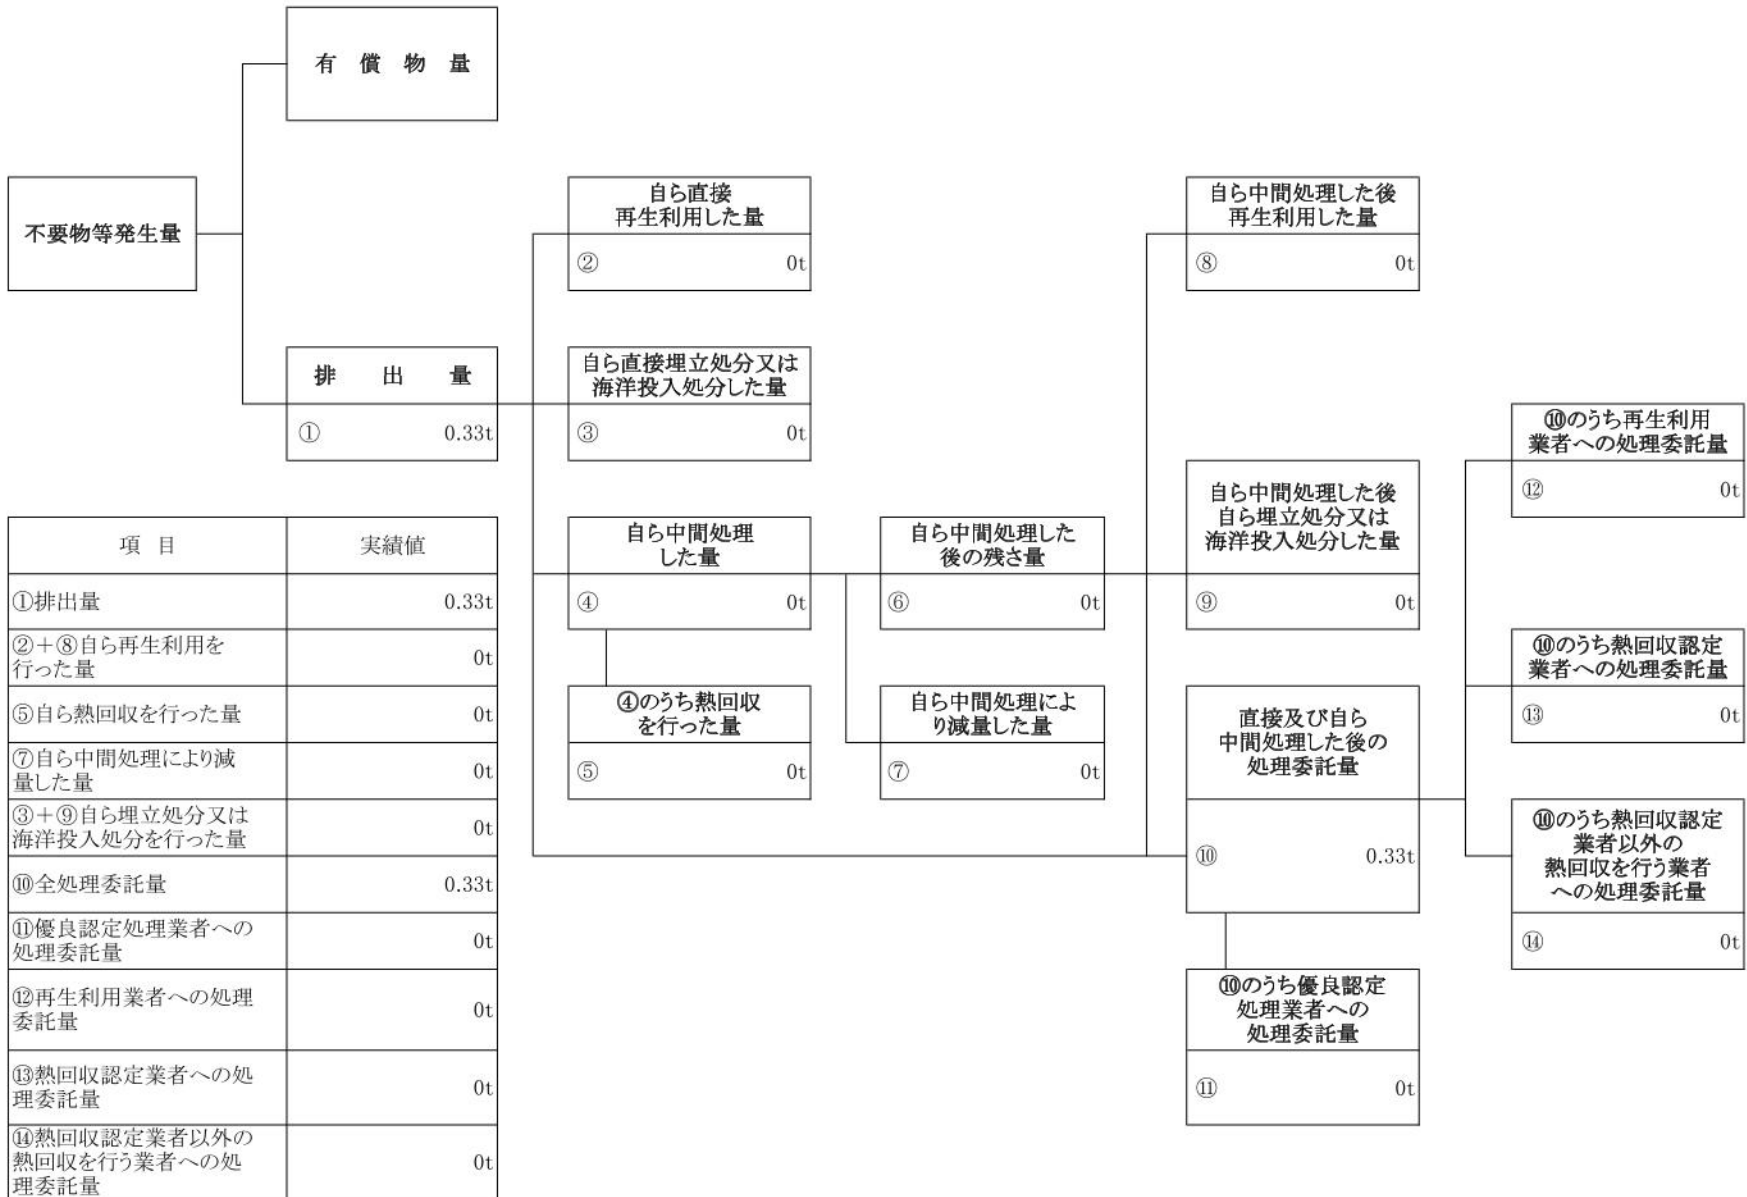 有 償 物 量
不要物等発生量
自ら直接
再生利用した量
② 0t
自ら中間処理した後
再生利用した量
⑧ 0t
排 出 量
① 0.33t
自ら直接埋立処分又は
海洋投入処分した量
③ 0t
⑩のうち再生利用
業者への処理委託量
⑫ 0t
自ら中間処理
した量
④ 0t
自ら中間処理した
後の残さ量
⑥ 0t
自ら中間処理した後
自ら埋立処分又は
海洋投入処分した量
⑨ 0t
⑩のうち熱回収認定
業者への処理委託量
⑬ 0t
④のうち熱回収
を行った量
⑤ 0t
自ら中間処理によ
り減量した量
⑦ 0t
直接及び自ら
中間処理した後の
処理委託量
⑩ 0.33t
⑩のうち熱回収認定
業者以外の
熱回収を行う業者
への処理委託量
⑭ 0t
⑩のうち優良認定
処理業者への
処理委託量
⑪ 0t
項 目 実績値
①排出量 0.33t
②＋⑧自ら再生利用を
行った量 0t
⑤自ら熱回収を行った量 0t
⑦自ら中間処理により減
量した量 0t
③＋⑨自ら埋立処分又は
海洋投入処分を行った量 0t
⑩全処理委託量 0.33t
⑪優良認定処理業者への
処理委託量 0t
⑫再生利用業者への処理
委託量 0t
⑬熱回収認定業者への処
理委託量 0t
⑭熱回収認定業者以外の
熱回収を行う業者への処
理委託量 0t